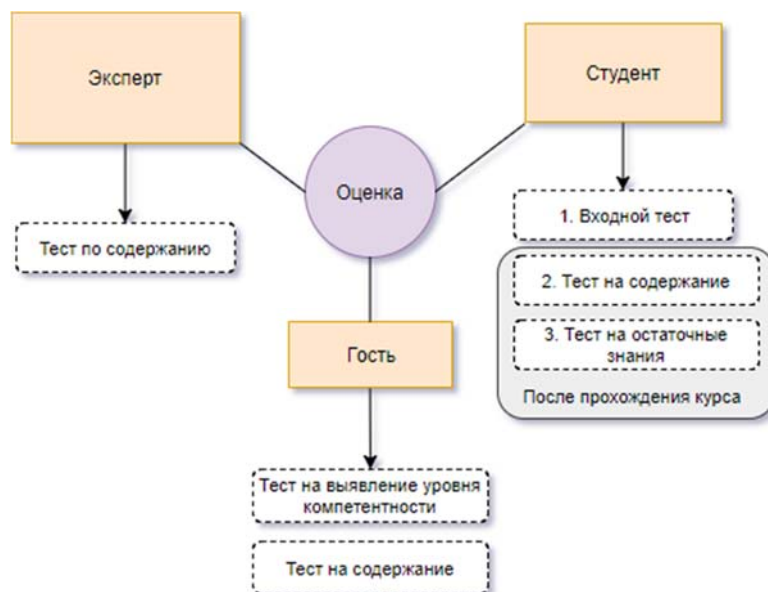 Эксперт
Студент
Оценка
Тест по содержанию
1. Входной тест
2. Тест на содержание
3. Тест на остаточные
знания
После прохождения курса
Гость
Тест на выявление уровня
компетентности
Тест на содержание